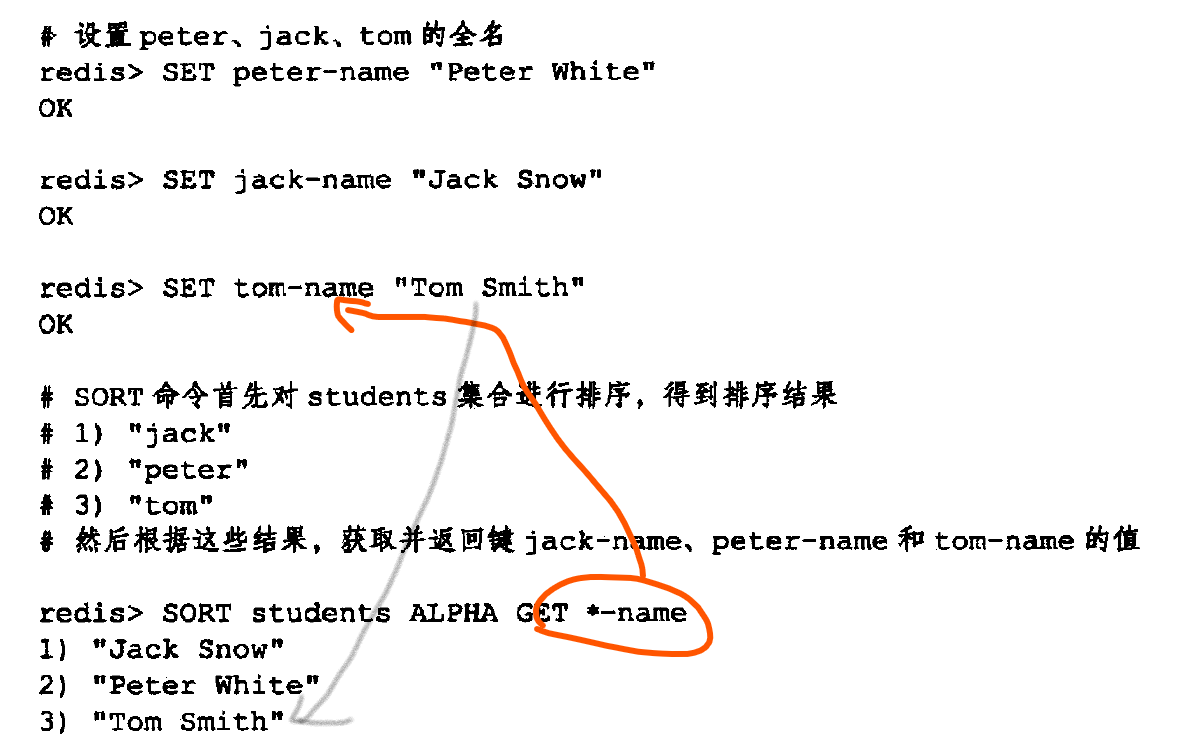 # 设置 peter、jack、tom 的全名
redis> SET peter-name "Peter White"
OK
redis> SET jack-name "Jack Snow"
OK
redis> SET tom-name "Tom Smith"
OK
# SORT 命令首先对 students 集合进行排序，得到排序结果
# 1) "jack"
# 2) "peter"
# 3) "tom"
# 然后根据这些结果，获取并返回键 jack-name、peter-name 和 tom-name 的值
redis> SORT students ALPHA GET *-name
1) "Jack Snow"
2) "Peter White"
3) "Tom Smith"